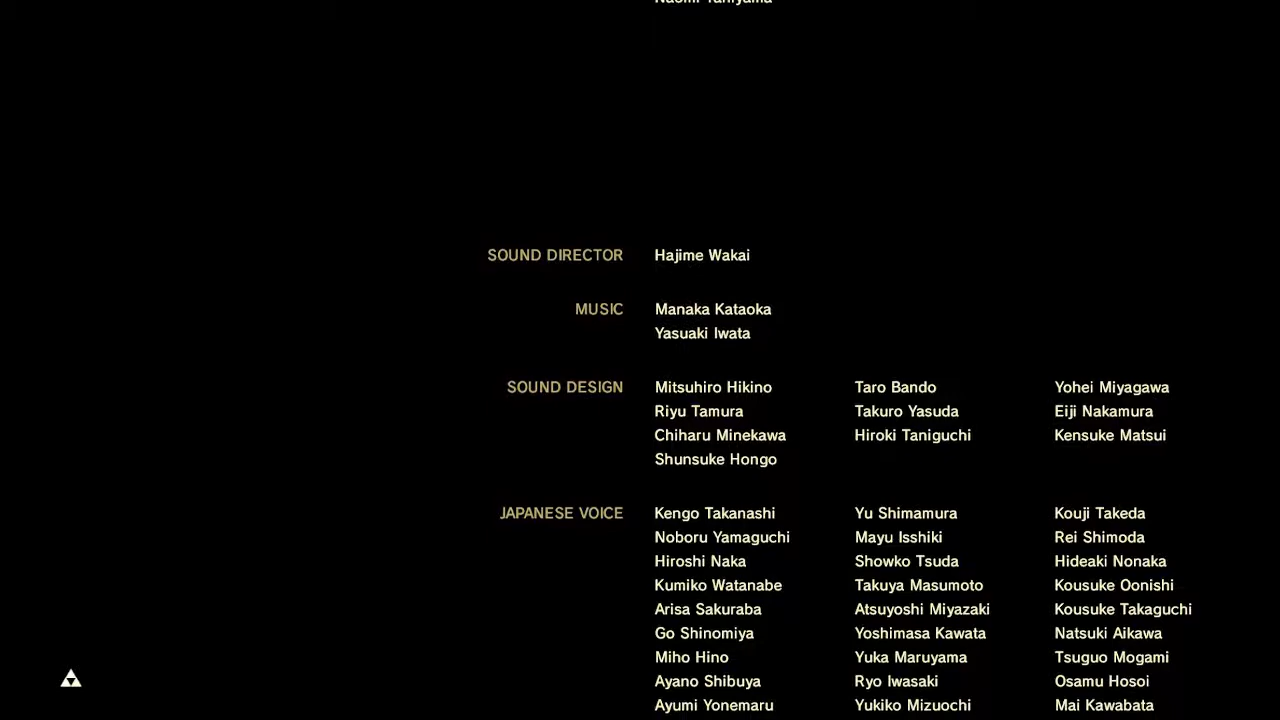 Naomi Taniyama
SOUND DIRECTOR Hajime Wakai
MUSIC Manaka Kataoka
Yasuaki Iwata
SOUND DESIGN Mitsuhiro Hikino Taro Bando Yohei Miyagawa
Riyu Tamura Takuro Yasuda Eiji Nakamura
Chiharu Minekawa Hiroki Taniguchi Kensuke Matsui
Shunsuke Hongo
JAPANESE VOICE Kengo Takanashi Yu Shimamura Kouji Takeda
Noboru Yamaguchi Mayu Isshiki Rei Shimoda
Hiroshi Naka Showko Tsuda Hideaki Nonaka
Kumiko Watanabe Takuya Masumoto Kousuke Oonishi
Arisa Sakuraba Atsuyoshi Miyazaki Kousuke Takaguchi
Go Shinomiya Yoshimasa Kawata Natsuki Aikawa
Miho Hino Yuka Maruyama Tsuguo Mogami
Ayano Shibuya Ryo Iwasaki Osamu Hosoi
Ayumi Yonemaru Yukiko Mizuochi Mai Kawabata